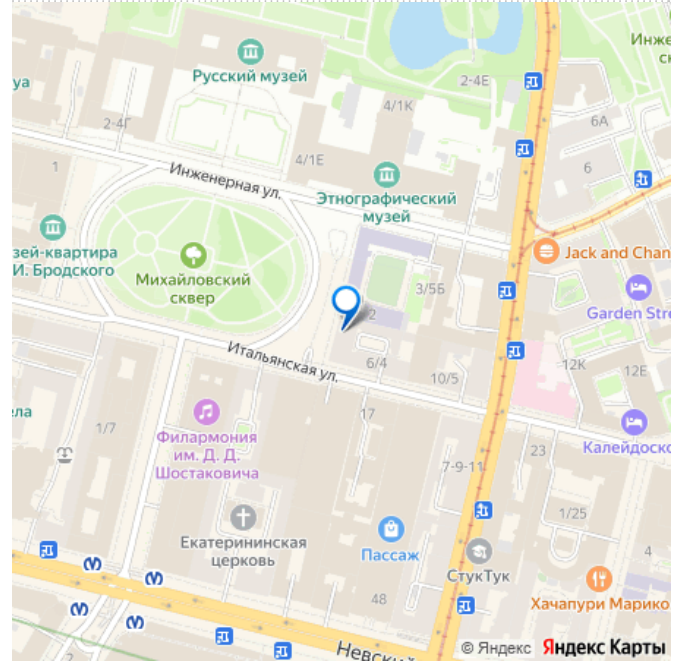 Инже
ск
Русский музей
2-4Е
уа
4/1К
6А
2-4Г
4/1Е
6
1
Инженерная ул.
Этнографический
музей
зей-квартира
И. Бродского
Михайловский
сквер
Jack and Chan
3/5Б
Garden Stre
2
Итальянская ул.
6/4
10/5
12К
12Е
ела
1/7
Филармония
им. Д. Д.
Шостаковича
17
Калейдоско
7-9-11
23
Екатерининская
церковь
Пассаж
1/25
СтукТук
4
48
Хачапури Марико
Невский
© Яндекс Яндекс Карты